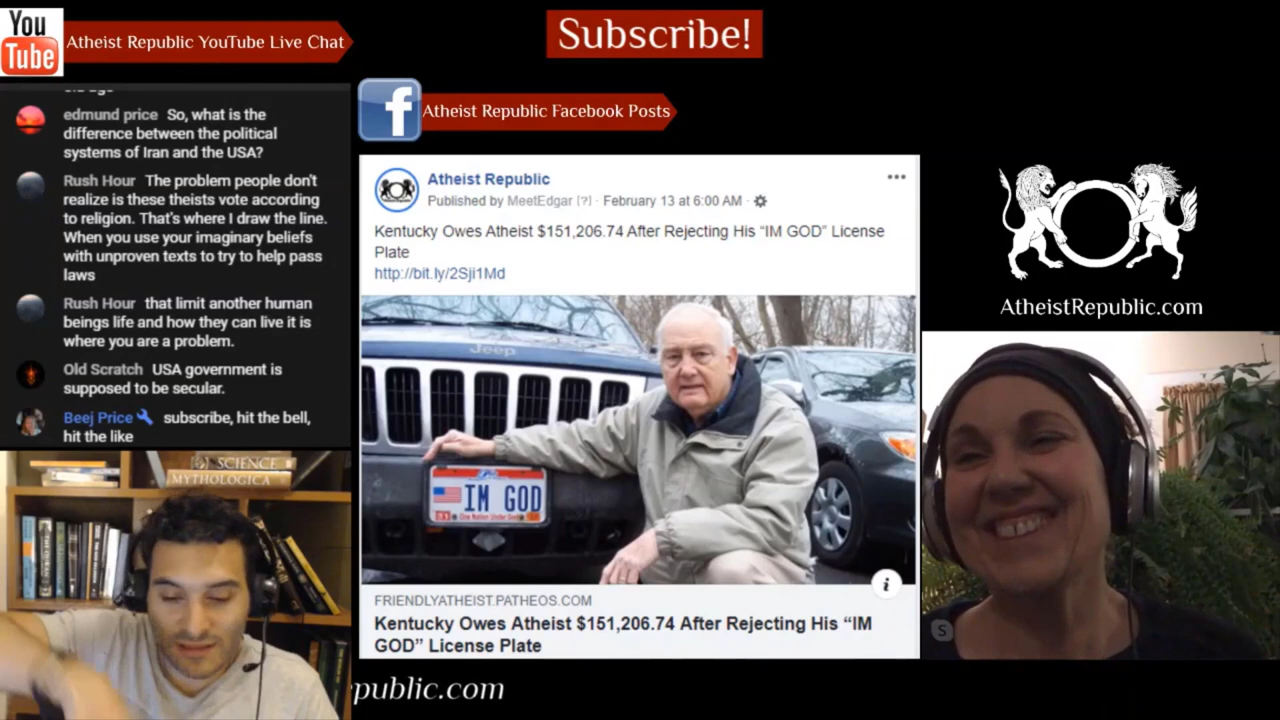 You
Tube
Atheist Republic YouTube Live Chat
Subscribe!
edmund price So, what is the
difference between the political
systems of Iran and the USA?
Rush Hour The problem people don't
realize is these theists vote according
to religion. That's where I draw the line.
When you use your imaginary beliefs
with unproven texts to try to help pass
laws
Rush Hour that limit another human
beings life and how they can live it is
where you are a problem.
Old Scratch USA government is
supposed to be secular.
Beej Price subscribe, hit the bell,
hit the like
f
Atheist Republic Facebook Posts
Atheist Republic
Published by MeetEdgar [?] · February 13 at 6:00 AM ·
Kentucky Owes Atheist $151,206.74 After Rejecting His “IM GOD” License
Plate
http://bit.ly/2Sji1Md
Jeep
IM GOD
One Nation Under God
i
FRIENDLYATHEIST.PATHEOS.COM
Kentucky Owes Atheist $151,206.74 After Rejecting His “IM
GOD” License Plate
AtheistRepublic.com
S
SCIENCE
MYTHOLOGICA
public.com